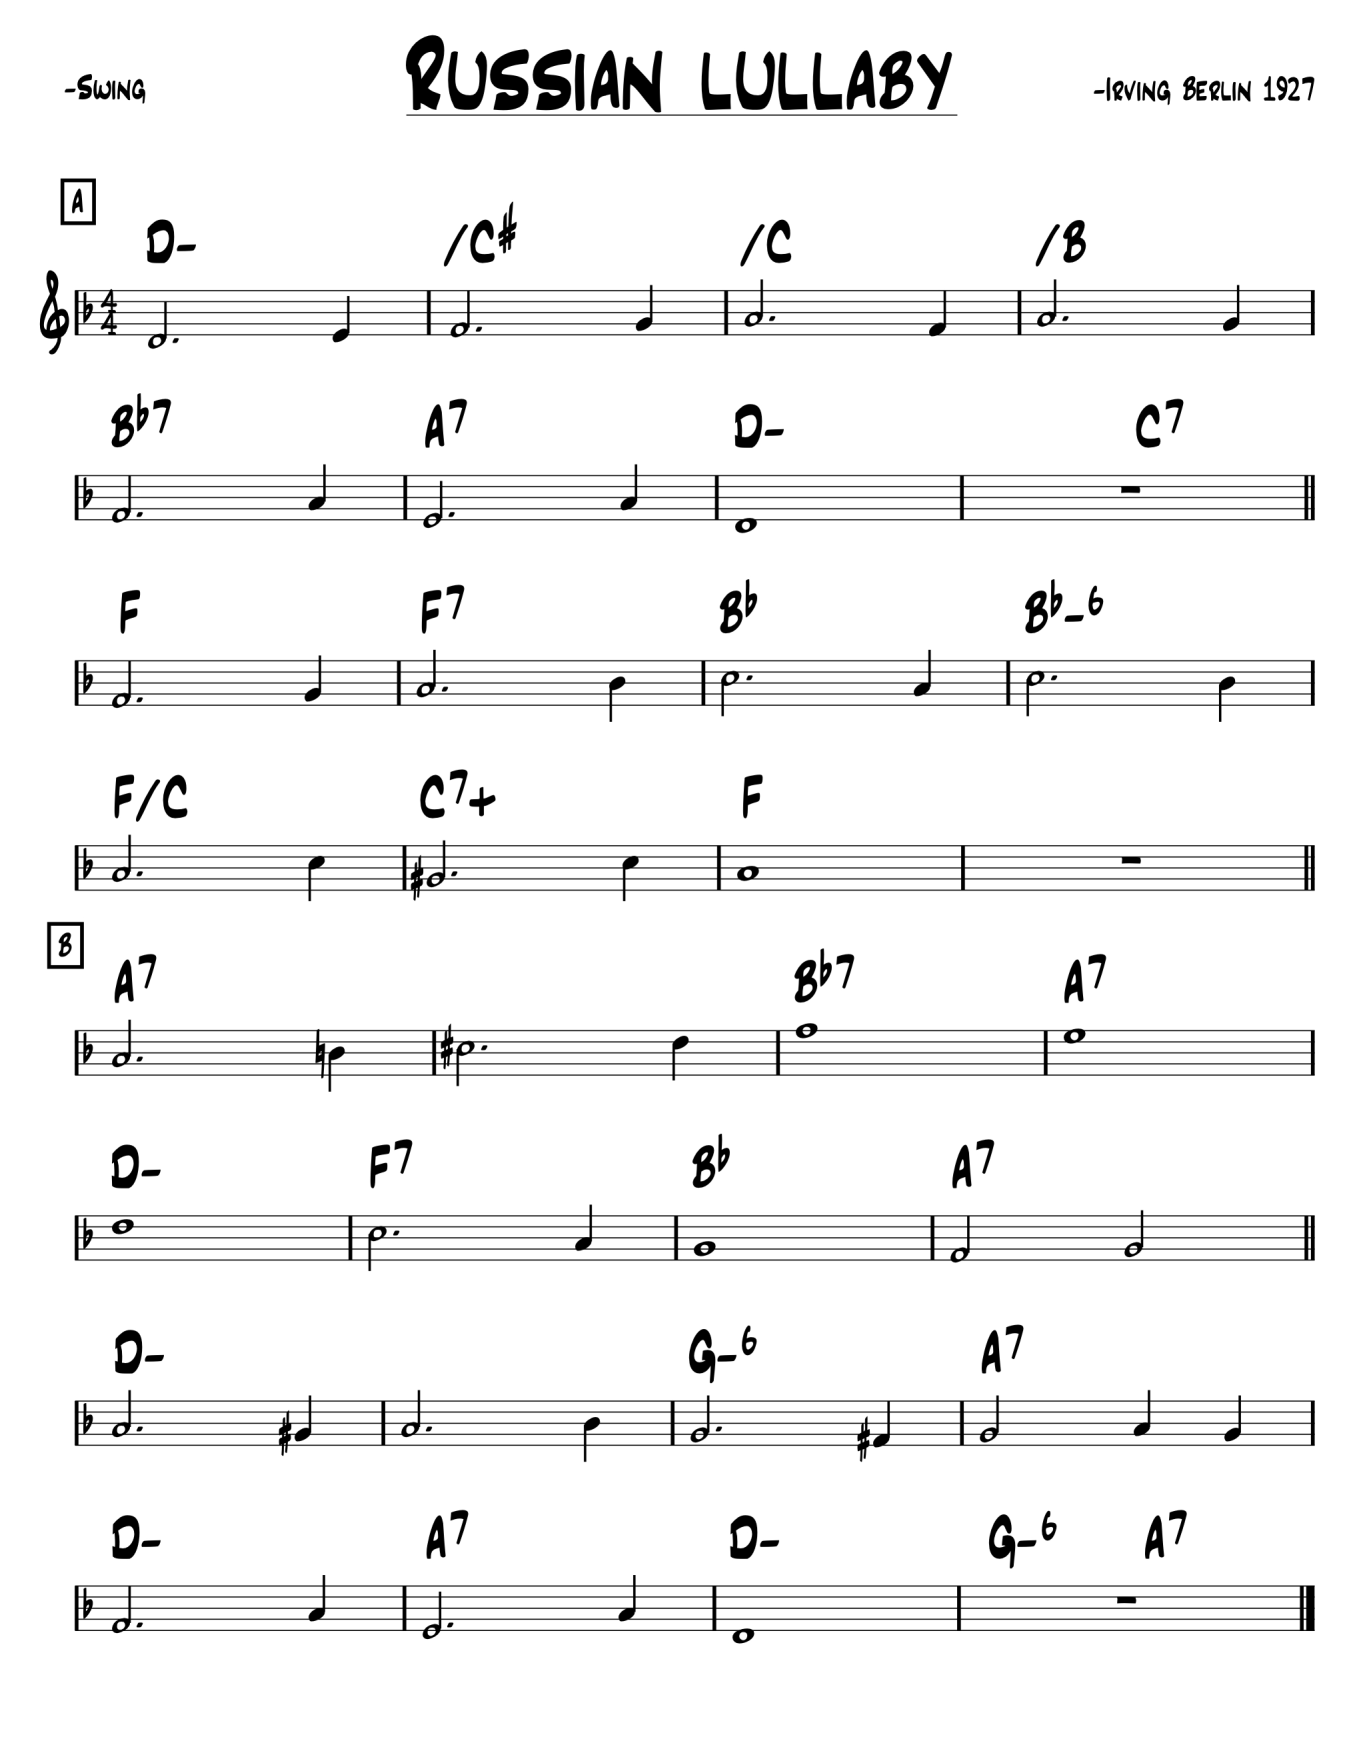 -Swing Russian Lullaby -Irving Berlin 1927
A
D- /C# /C /B
4
4
Bb7 A7 D- C7
F F7 Bb Bb-6
F/C C7+ F
B
A7 Bb7 A7
D- F7 Bb A7
D- G-6 A7
D- A7 D- G-6 A7